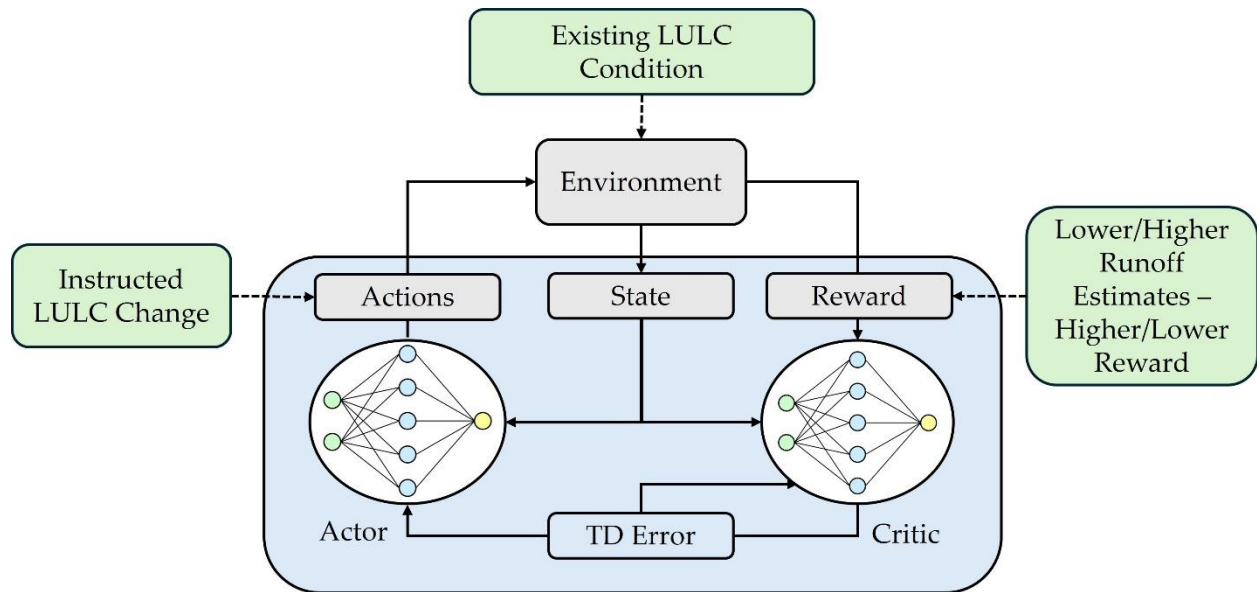 Existing LULC
Condition
Environment
Instructed
LULC Change
Actions
State
Reward
Lower/Higher
Runoff
Estimates –
Higher/Lower
Reward
Actor
TD Error
Critic